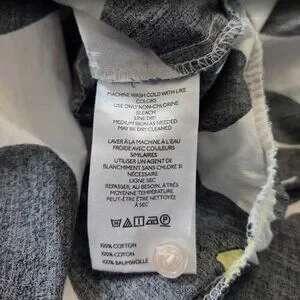 MACHINE WASH COLD WITH LIKE
COLORS
USE ONLY NON-CHLORINE
BLEACH
LINE DRY
MEDIUM IRON AS NEEDED
MAY BE DRY CLEANED
LAVER À LA MACHINE À L'EAU
FROIDE AVEC COULEURS
SIMILAIRES
UTILISER UN AGENT DE
BLANCHIMENT SANS CHLORE SI
NÉCESSAIRE
LIGNE SEC
REPASSER, AU BESOIN, À TRÈS
MOYENNE TEMPÉRATURE
PEUT-ÊTRE ÊTRE NETTOYÉE
À SEC
100% COTTON
100% COTON
100% BAUMWOLLE